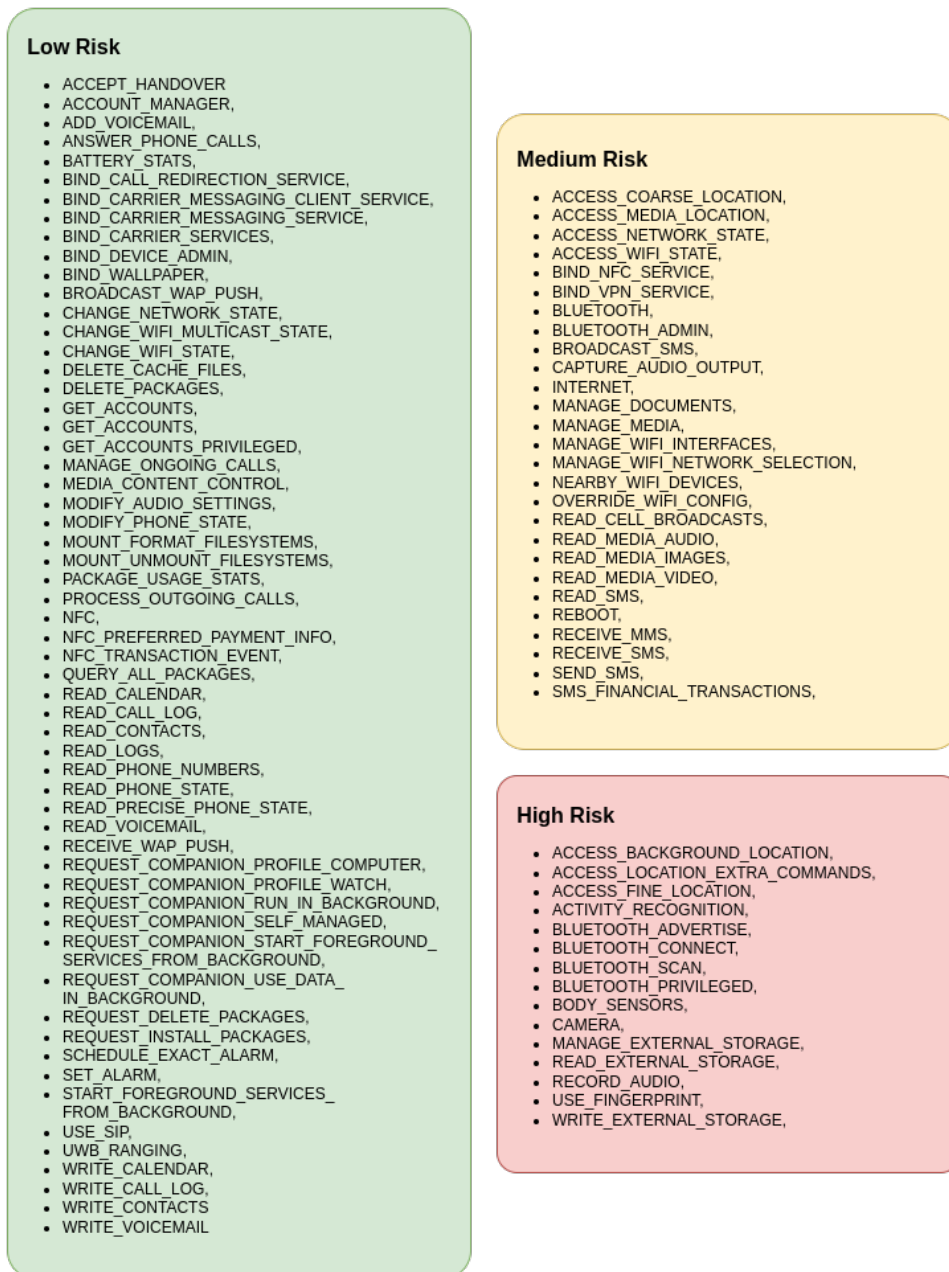 Low Risk
ACCEPT_HANDOVER
ACCOUNT_MANAGER,
ADD_VOICEMAIL,
ANSWER_PHONE_CALLS,
BATTERY_STATS,
BIND_CALL_REDIRECTION_SERVICE,
BIND_CARRIER_MESSAGING_CLIENT_SERVICE,
BIND_CARRIER_MESSAGING_SERVICE,
BIND_CARRIER_SERVICES,
BIND_DEVICE_ADMIN,
BIND_WALLPAPER,
BROADCAST_WAP_PUSH,
CHANGE_NETWORK_STATE,
CHANGE_WIFI_MULTICAST_STATE,
CHANGE_WIFI_STATE,
DELETE_CACHE_FILES,
DELETE_PACKAGES,
GET_ACCOUNTS,
GET_ACCOUNTS,
GET_ACCOUNTS_PRIVILEGED,
MANAGE_ONGOING_CALLS,
MEDIA_CONTENT_CONTROL,
MODIFY_AUDIO_SETTINGS,
MODIFY_PHONE_STATE,
MOUNT_FORMAT_FILESYSTEMS,
MOUNT_UNMOUNT_FILESYSTEMS,
PACKAGE_USAGE_STATS,
PROCESS_OUTGOING_CALLS,
NFC,
NFC_PREFERRED_PAYMENT_INFO,
NFC_TRANSACTION_EVENT,
QUERY_ALL_PACKAGES,
READ_CALENDAR,
READ_CALL_LOG,
READ_CONTACTS,
READ_LOGS,
READ_PHONE_NUMBERS,
READ_PHONE_STATE,
READ_PRECISE_PHONE_STATE,
READ_VOICEMAIL,
RECEIVE_WAP_PUSH,
REQUEST_COMPANION_PROFILE_COMPUTER,
REQUEST_COMPANION_PROFILE_WATCH,
REQUEST_COMPANION_RUN_IN_BACKGROUND,
REQUEST_COMPANION_SELF_MANAGED,
REQUEST_COMPANION_START_FOREGROUND_
SERVICES_FROM_BACKGROUND,
REQUEST_COMPANION_USE_DATA_
IN_BACKGROUND,
REQUEST_DELETE_PACKAGES,
REQUEST_INSTALL_PACKAGES,
SCHEDULE_EXACT_ALARM,
SET_ALARM,
START_FOREGROUND_SERVICES_
FROM_BACKGROUND,
USE_SIP,
UWB_RANGING,
WRITE_CALENDAR,
WRITE_CALL_LOG,
WRITE_CONTACTS
WRITE_VOICEMAIL
Medium Risk
ACCESS_COARSE_LOCATION,
ACCESS_MEDIA_LOCATION,
ACCESS_NETWORK_STATE,
ACCESS_WIFI_STATE,
BIND_NFC_SERVICE,
BIND_VPN_SERVICE,
BLUETOOTH,
BLUETOOTH_ADMIN,
BROADCAST_SMS,
CAPTURE_AUDIO_OUTPUT,
INTERNET,
MANAGE_DOCUMENTS,
MANAGE_MEDIA,
MANAGE_WIFI_INTERFACES,
MANAGE_WIFI_NETWORK_SELECTION,
NEARBY_WIFI_DEVICES,
OVERRIDE_WIFI_CONFIG,
READ_CELL_BROADCASTS,
READ_MEDIA_AUDIO,
READ_MEDIA_IMAGES,
READ_MEDIA_VIDEO,
READ_SMS,
REBOOT,
RECEIVE_MMS,
RECEIVE_SMS,
SEND_SMS,
SMS_FINANCIAL_TRANSACTIONS,
High Risk
ACCESS_BACKGROUND_LOCATION,
ACCESS_LOCATION_EXTRA_COMMANDS,
ACCESS_FINE_LOCATION,
ACTIVITY_RECOGNITION,
BLUETOOTH_ADVERTISE,
BLUETOOTH_CONNECT,
BLUETOOTH_SCAN,
BLUETOOTH_PRIVILEGED,
BODY_SENSORS,
CAMERA,
MANAGE_EXTERNAL_STORAGE,
READ_EXTERNAL_STORAGE,
RECORD_AUDIO,
USE_FINGERPRINT,
WRITE_EXTERNAL_STORAGE,